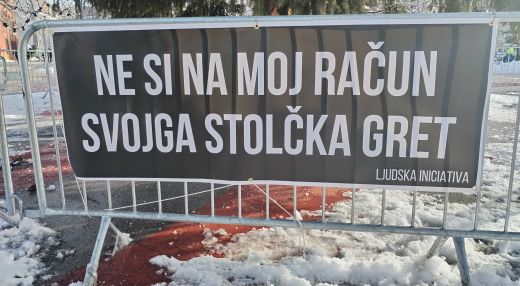 NE SI NA MOJ RAČUN
SVOJGA STOLČKA GRET
LJUDSKA INICIATIVA